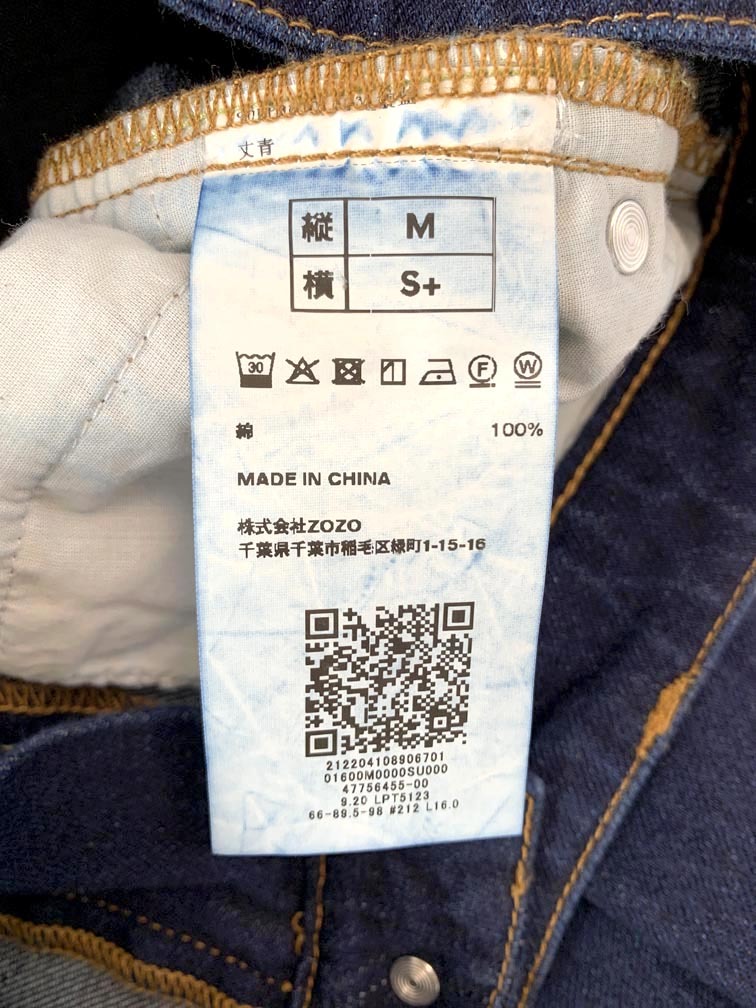 丈青
縦 M
横 S+
30 F W
綿 100%
MADE IN CHINA
株式会社ZOZO
千葉県千葉市稲毛区緑町1-15-16
212204108906701
01600M0000SU000
47756455-00
9.20 LPT5123
66-89.5-98 #212 L16.0